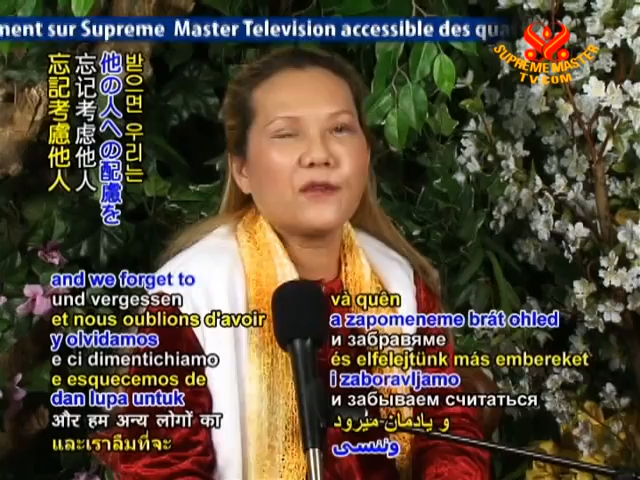 ment sur Supreme Master Television accessible des qua
SUPREME MASTER
TV.COM
받으면 우리는
他の人への配慮を
忘记考虑他人
忘記考慮他人
and we forget to
und vergessen
et nous oublions d'avoir
y olvidamos
e ci dimentichiamo
e esquecemos de
dan lupa untuk
और हम अन्य लोगों का
และเราลืมที่จะ
và quên
a zapomeneme brát ohled
и забравяме
és elfelejtünk más embereket
i zaboravljamo
и забываем считаться
و يادمان ميرود
وننسى